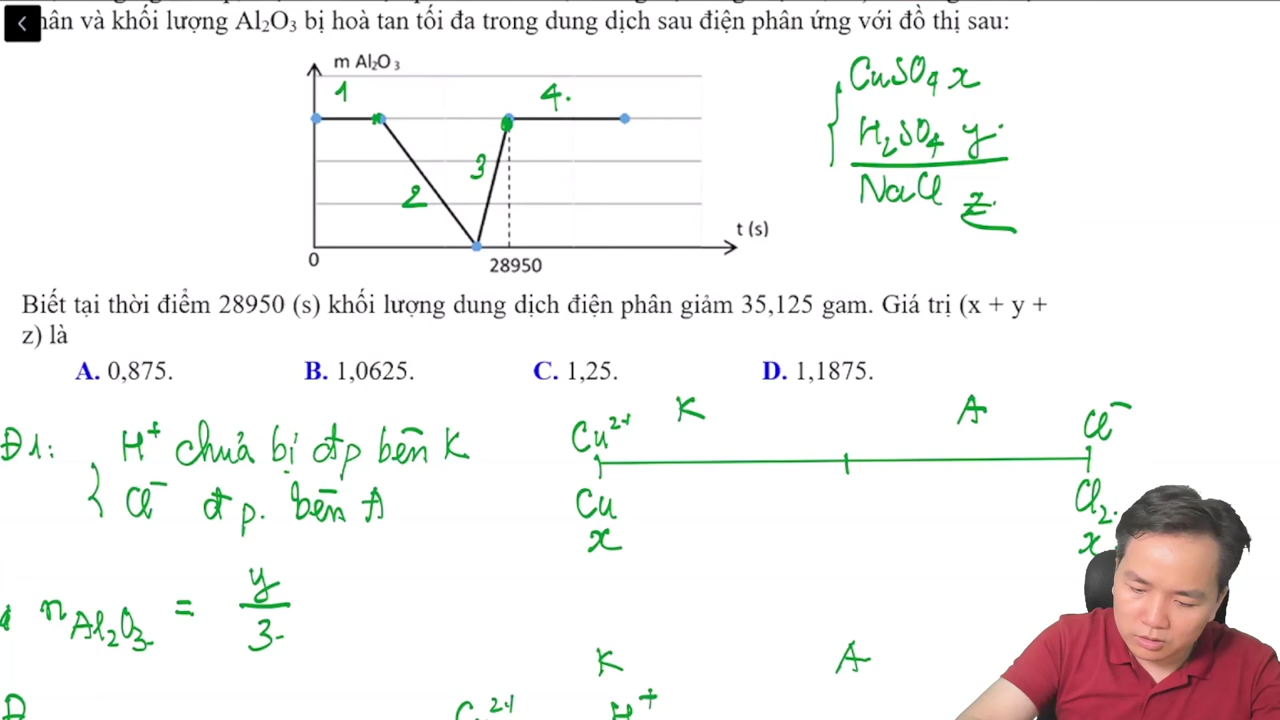 hân và khối lượng Al₂O₃ bị hoà tan tối đa trong dung dịch sau điện phân ứng với đồ thị sau:
m Al₂O₃
1
4.
3
2
t (s)
0
28950
CuSO₄ x
H₂SO₄ y.
NaCl z.
Biết tại thời điểm 28950 (s) khối lượng dung dịch điện phân giảm 35,125 gam. Giá trị (x + y +
z) là
A. 0,875.
B. 1,0625.
C. 1,25.
D. 1,1875.
Đ1: H⁺ chưa bị đp bên K
Cl⁻ đp. bên A
K
A
Cu²⁺
Cl⁻
Cu
Cl₂.
x
x
n Al₂O₃ = y/3
K
A
Cu²⁺
H⁺